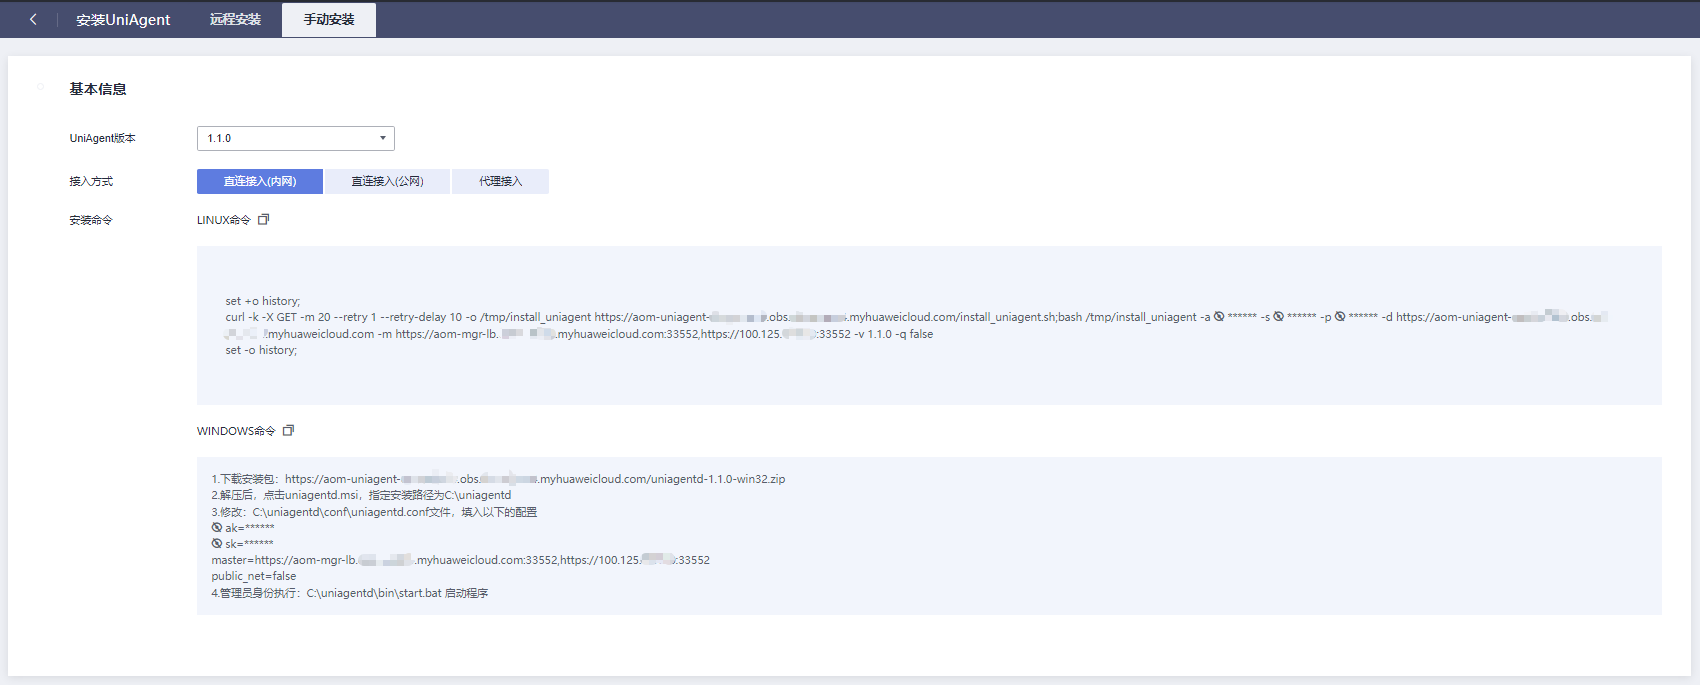 安装UniAgent 远程安装 手动安装
基本信息
UniAgent版本 1.1.0
接入方式 直连接入(内网) 直连接入(公网) 代理接入
安装命令 LINUX命令
set +o history;
curl -k -X GET -m 20 --retry 1 --retry-delay 10 -o /tmp/install_uniagent https://aom-uniagent- .obs. .myhuaweicloud.com/install_uniagent.sh;bash /tmp/install_uniagent -a ****** -s ****** -p ****** -d https://aom-uniagent- .obs.
.myhuaweicloud.com -m https://aom-mgr-lb. .myhuaweicloud.com:33552,https://100.125. :33552 -v 1.1.0 -q false
set -o history;
WINDOWS命令
1.下载安装包：https://aom-uniagent- .obs. .myhuaweicloud.com/uniagentd-1.1.0-win32.zip
2.解压后，点击uniagentd.msi，指定安装路径为C:\uniagentd
3.修改：C:\uniagentd\conf\uniagentd.conf文件，填入以下的配置
ak=******
sk=******
master=https://aom-mgr-lb. .myhuaweicloud.com:33552,https://100.125. :33552
public_net=false
4.管理员身份执行：C:\uniagentd\bin\start.bat 启动程序